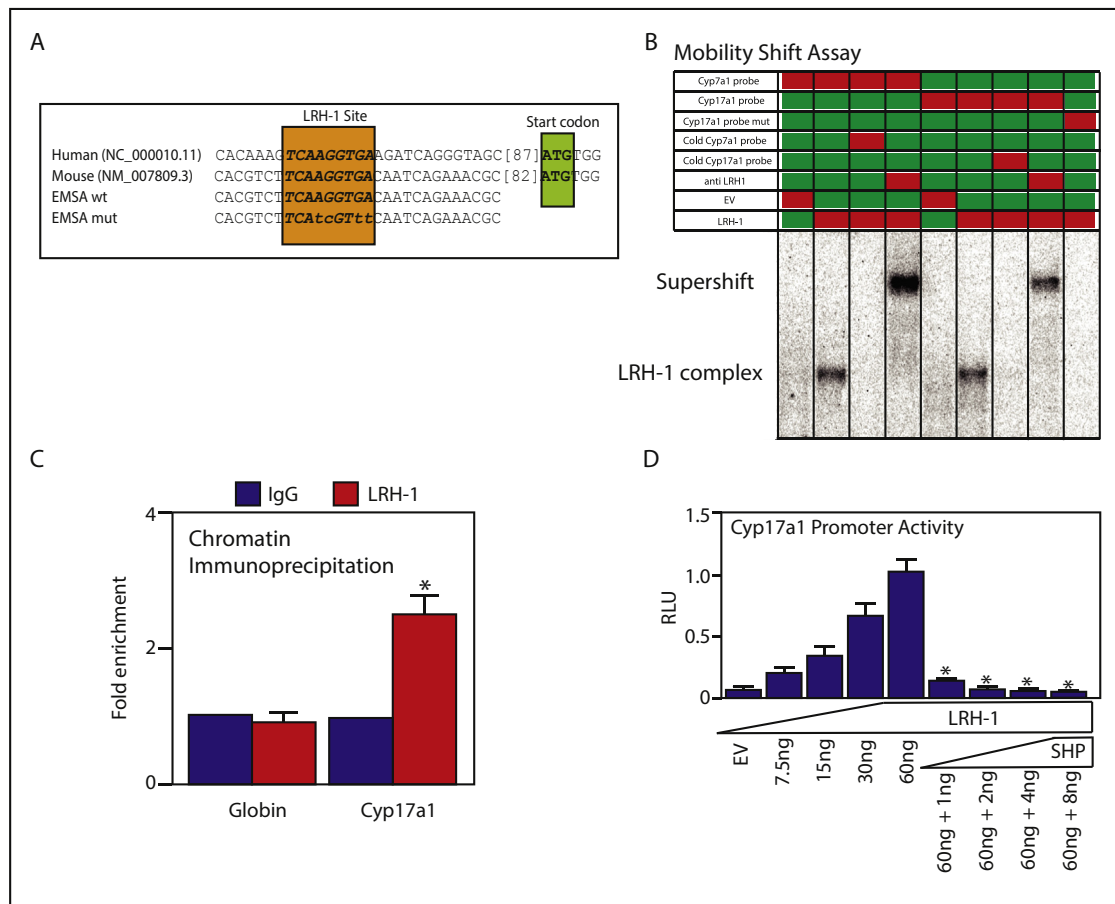 A
LRH-1 Site
Start codon
Human (NC_000010.11) CACAAAGTCAAGGTGAAGATCAGGGTAGC[87]ATGTGG
Mouse (NM_007809.3) CACGTCTTCAAGGTGACAATCAGAAACGC[82]ATGTGG
EMSA wt CACGTCTTCAAGGTGACAATCAGAAACGC
EMSA mut CACGTCTTCAtcGTttCAATCAGAAACGC
B
Mobility Shift Assay
Cyp7a1 probe
Cyp17a1 probe
Cyp17a1 probe mut
Cold Cyp7a1 probe
Cold Cyp17a1 probe
anti LRH1
EV
LRH-1
Supershift
LRH-1 complex
C
IgG LRH-1
Chromatin
Immunoprecipitation
Fold enrichment
4
2
0
*
Globin Cyp17a1
D
Cyp17a1 Promoter Activity
RLU
1.5
1.0
0.5
0
* * * *
LRH-1
SHP
EV
7.5ng
15ng
30ng
60ng
60ng + 1ng
60ng + 2ng
60ng + 4ng
60ng + 8ng